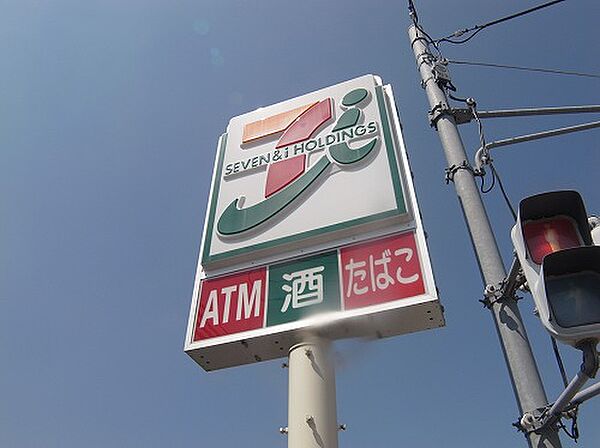 SEVEN & i HOLDINGS
ATM 酒 たばこ